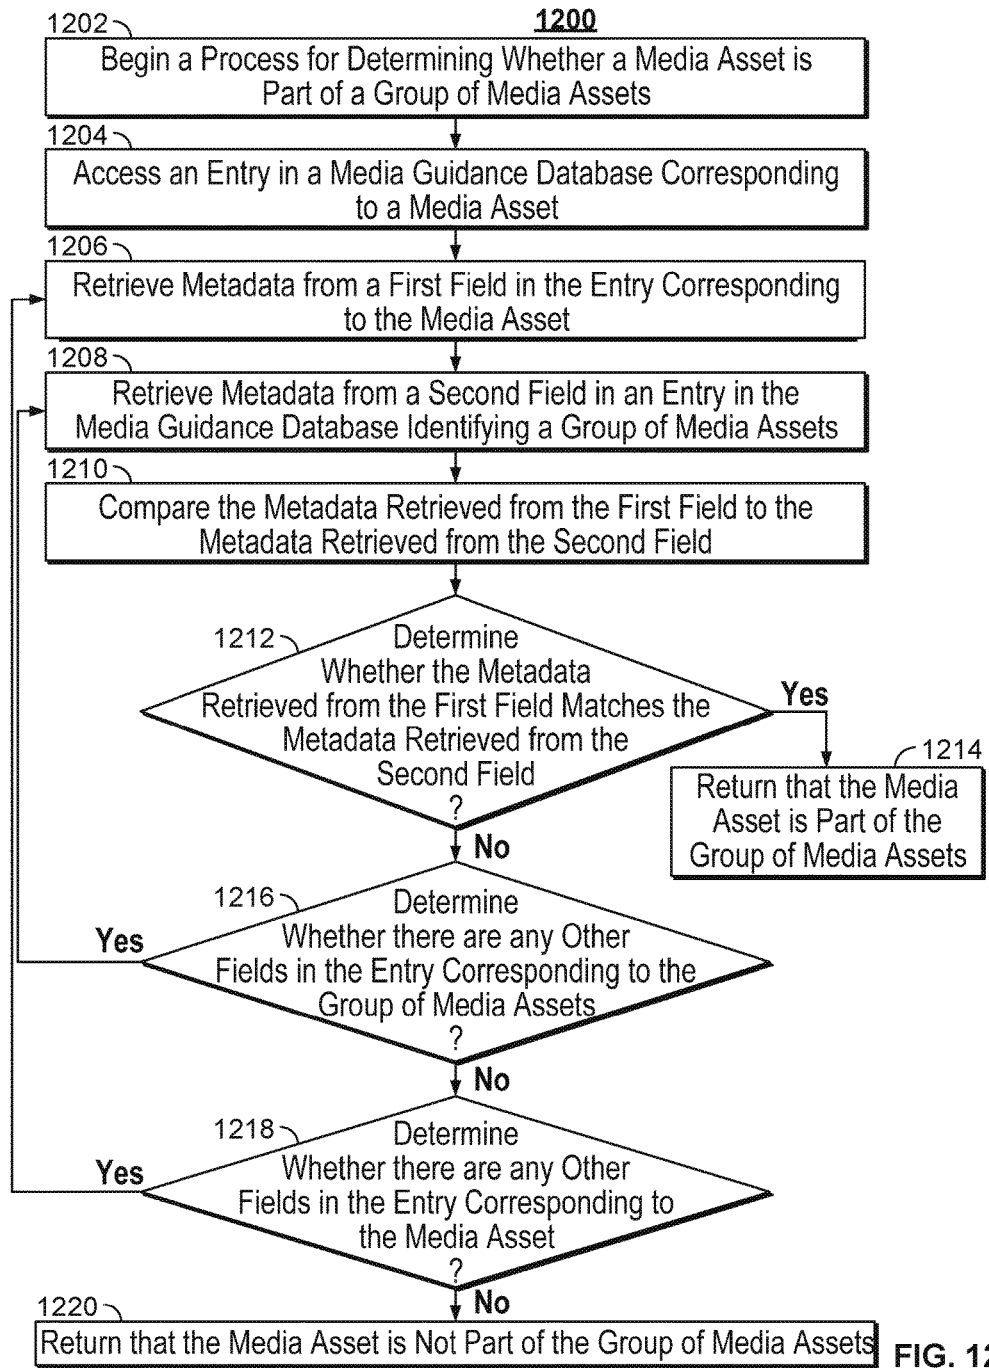 1200
1202
Begin a Process for Determining Whether a Media Asset is
Part of a Group of Media Assets
1204
Access an Entry in a Media Guidance Database Corresponding
to a Media Asset
1206
Retrieve Metadata from a First Field in the Entry Corresponding
to the Media Asset
1208
Retrieve Metadata from a Second Field in an Entry in the
Media Guidance Database Identifying a Group of Media Assets
1210
Compare the Metadata Retrieved from the First Field to the
Metadata Retrieved from the Second Field
1212
Determine
Whether the Metadata
Retrieved from the First Field Matches the
Metadata Retrieved from the
Second Field
?
Yes
1214
Return that the Media
Asset is Part of the
Group of Media Assets
No
1216
Determine
Whether there are any Other
Fields in the Entry Corresponding to the
Group of Media Assets
?
Yes
No
1218
Determine
Whether there are any Other
Fields in the Entry Corresponding to
the Media Asset
?
Yes
No
1220
Return that the Media Asset is Not Part of the Group of Media Assets
FIG. 12